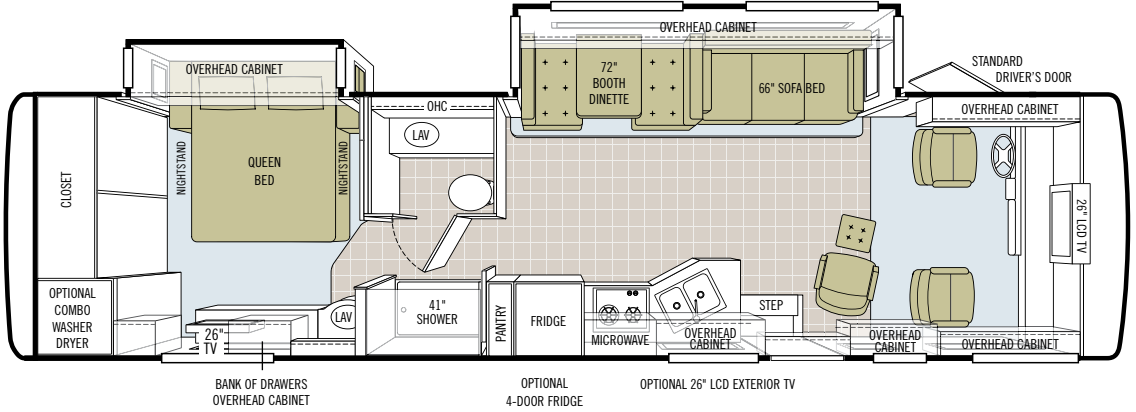 OVERHEAD CABINET
STANDARD
DRIVER'S DOOR
OVERHEAD CABINET
72"
BOOTH
DINETTE
66" SOFA BED
OHC
LAV
OVERHEAD CABINET
CLOSET
NIGHTSTAND
QUEEN
BED
NIGHTSTAND
26" LCD TV
OPTIONAL
COMBO
WASHER
DRYER
26"
TV
LAV
41"
SHOWER
PANTRY
FRIDGE
MICROWAVE
OVERHEAD
CABINET
STEP
OVERHEAD
CABINET
OVERHEAD CABINET
BANK OF DRAWERS
OVERHEAD CABINET
OPTIONAL
4-DOOR FRIDGE
OPTIONAL 26" LCD EXTERIOR TV